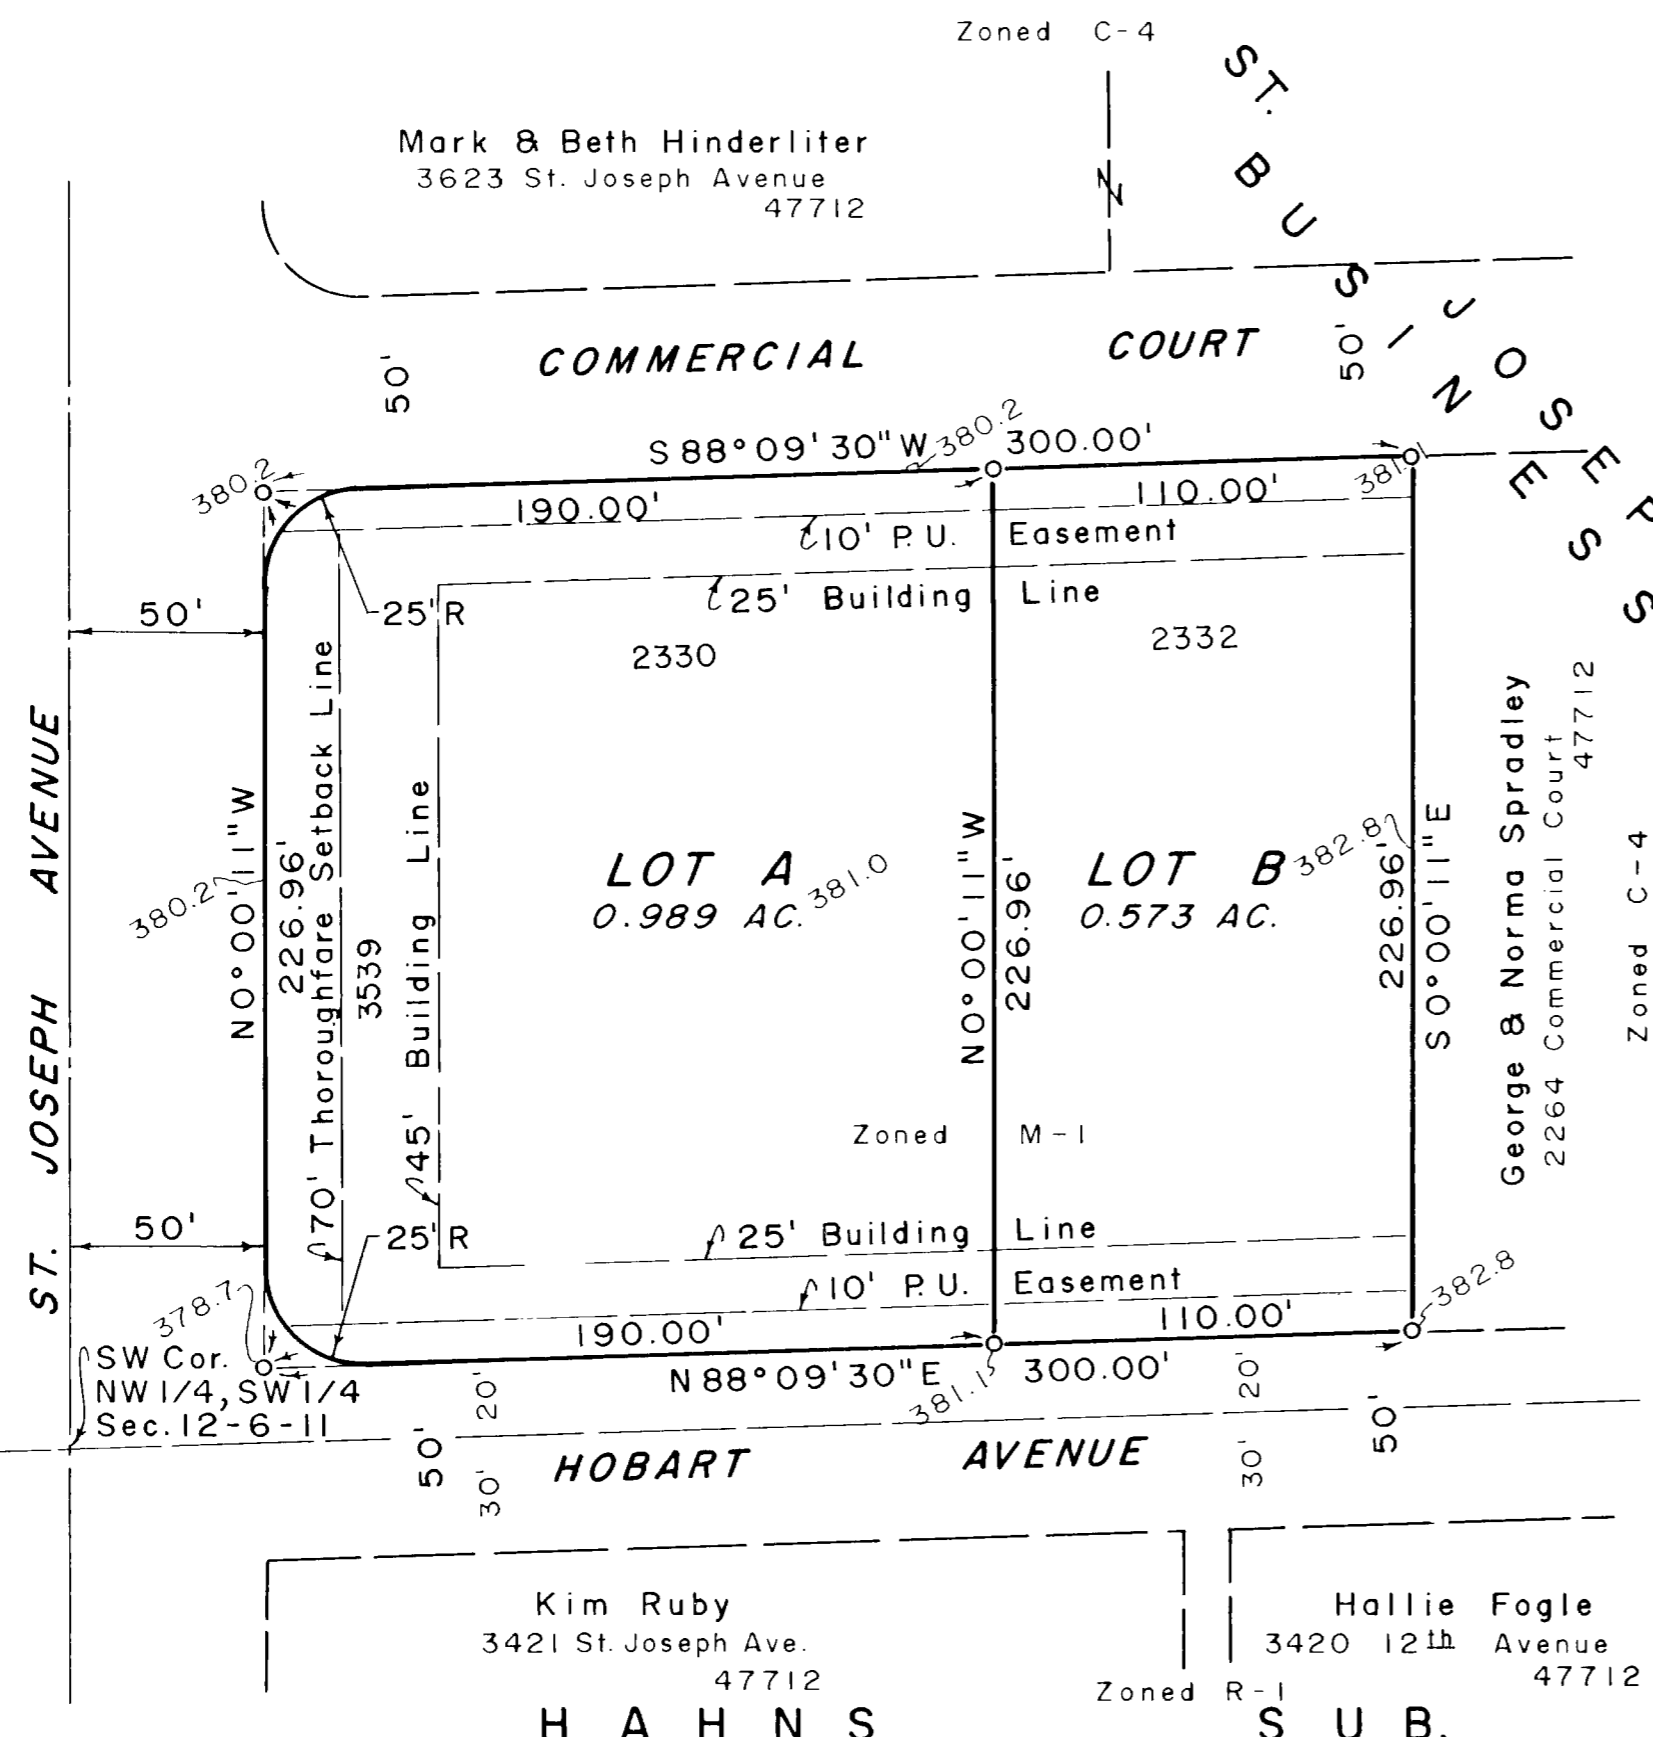 Zoned C-4
ST. JOSEPH
BUSINESS
Mark & Beth Hinderliter
3623 St. Joseph Avenue
47712
50'
COMMERCIAL COURT
50'
S 88°09'30" W 380.2 300.00'
380.2
381.1
190.00'
110.00'
10' P.U. Easement
25' Building Line
25' R
50'
2330
2332
ST. JOSEPH AVENUE
N 0°00'11" W
226.96'
380.2
70' Thoroughfare Setback Line
3539
45' Building Line
LOT A
0.989 AC.
381.0
N 0°00'11" W
226.96'
LOT B
0.573 AC.
382.8
226.96'
S 0°00'11" E
George & Norma Spradley
2264 Commercial Court
47712
Zoned C-4
Zoned M-1
50'
25' R
25' Building Line
10' P.U. Easement
378.7
382.8
190.00'
110.00'
N 88°09'30" E
381.1
300.00'
SW Cor.
NW 1/4, SW 1/4
Sec. 12-6-11
20'
20'
50'
50'
HOBART AVENUE
30'
30'
Kim Ruby
3421 St. Joseph Ave.
47712
Hallie Fogle
3420 12th Avenue
47712
Zoned R-1
HAHNS SUB.